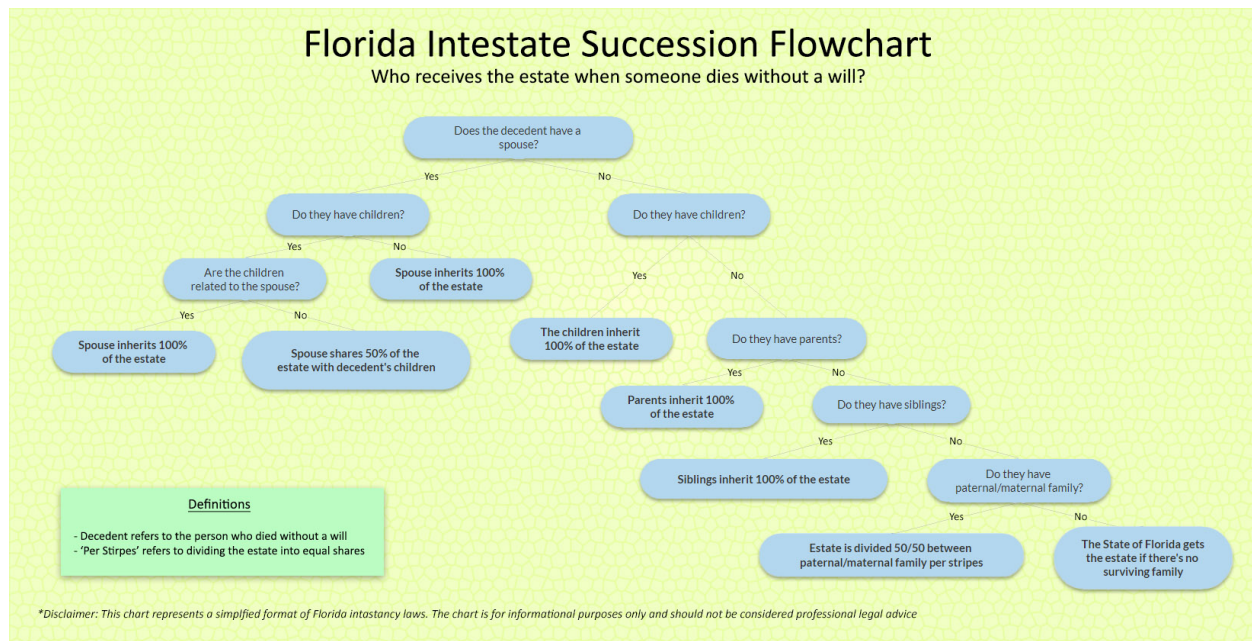 Florida Intestate Succession Flowchart
Who receives the estate when someone dies without a will?
Does the decedent have a
spouse?
Yes
No
Do they have children?
Do they have children?
Yes
No
Are the children
related to the spouse?
Spouse inherits 100%
of the estate
Yes
No
Yes
No
Spouse inherits 100%
of the estate
Spouse shares 50% of the
estate with decedent's children
The children inherit
100% of the estate
Do they have parents?
Yes
No
Parents inherit 100%
of the estate
Do they have siblings?
Yes
No
Siblings inherit 100% of the estate
Do they have
paternal/maternal family?
Yes
No
Estate is divided 50/50 between
paternal/maternal family per stripes
The State of Florida gets
the estate if there's no
surviving family
Definitions
- Decedent refers to the person who died without a will
- 'Per Stirpes' refers to dividing the estate into equal shares
*Disclaimer: This chart represents a simplfied format of Florida intastancy laws. The chart is for informational purposes only and should not be considered professional legal advice